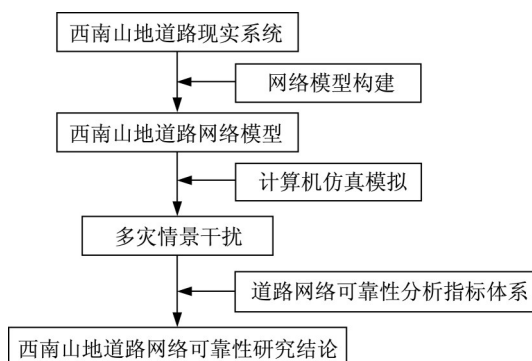 西南山地道路现实系统
网络模型构建
西南山地道路网络模型
计算机仿真模拟
多灾情景干扰
道路网络可靠性分析指标体系
西南山地道路网络可靠性研究结论